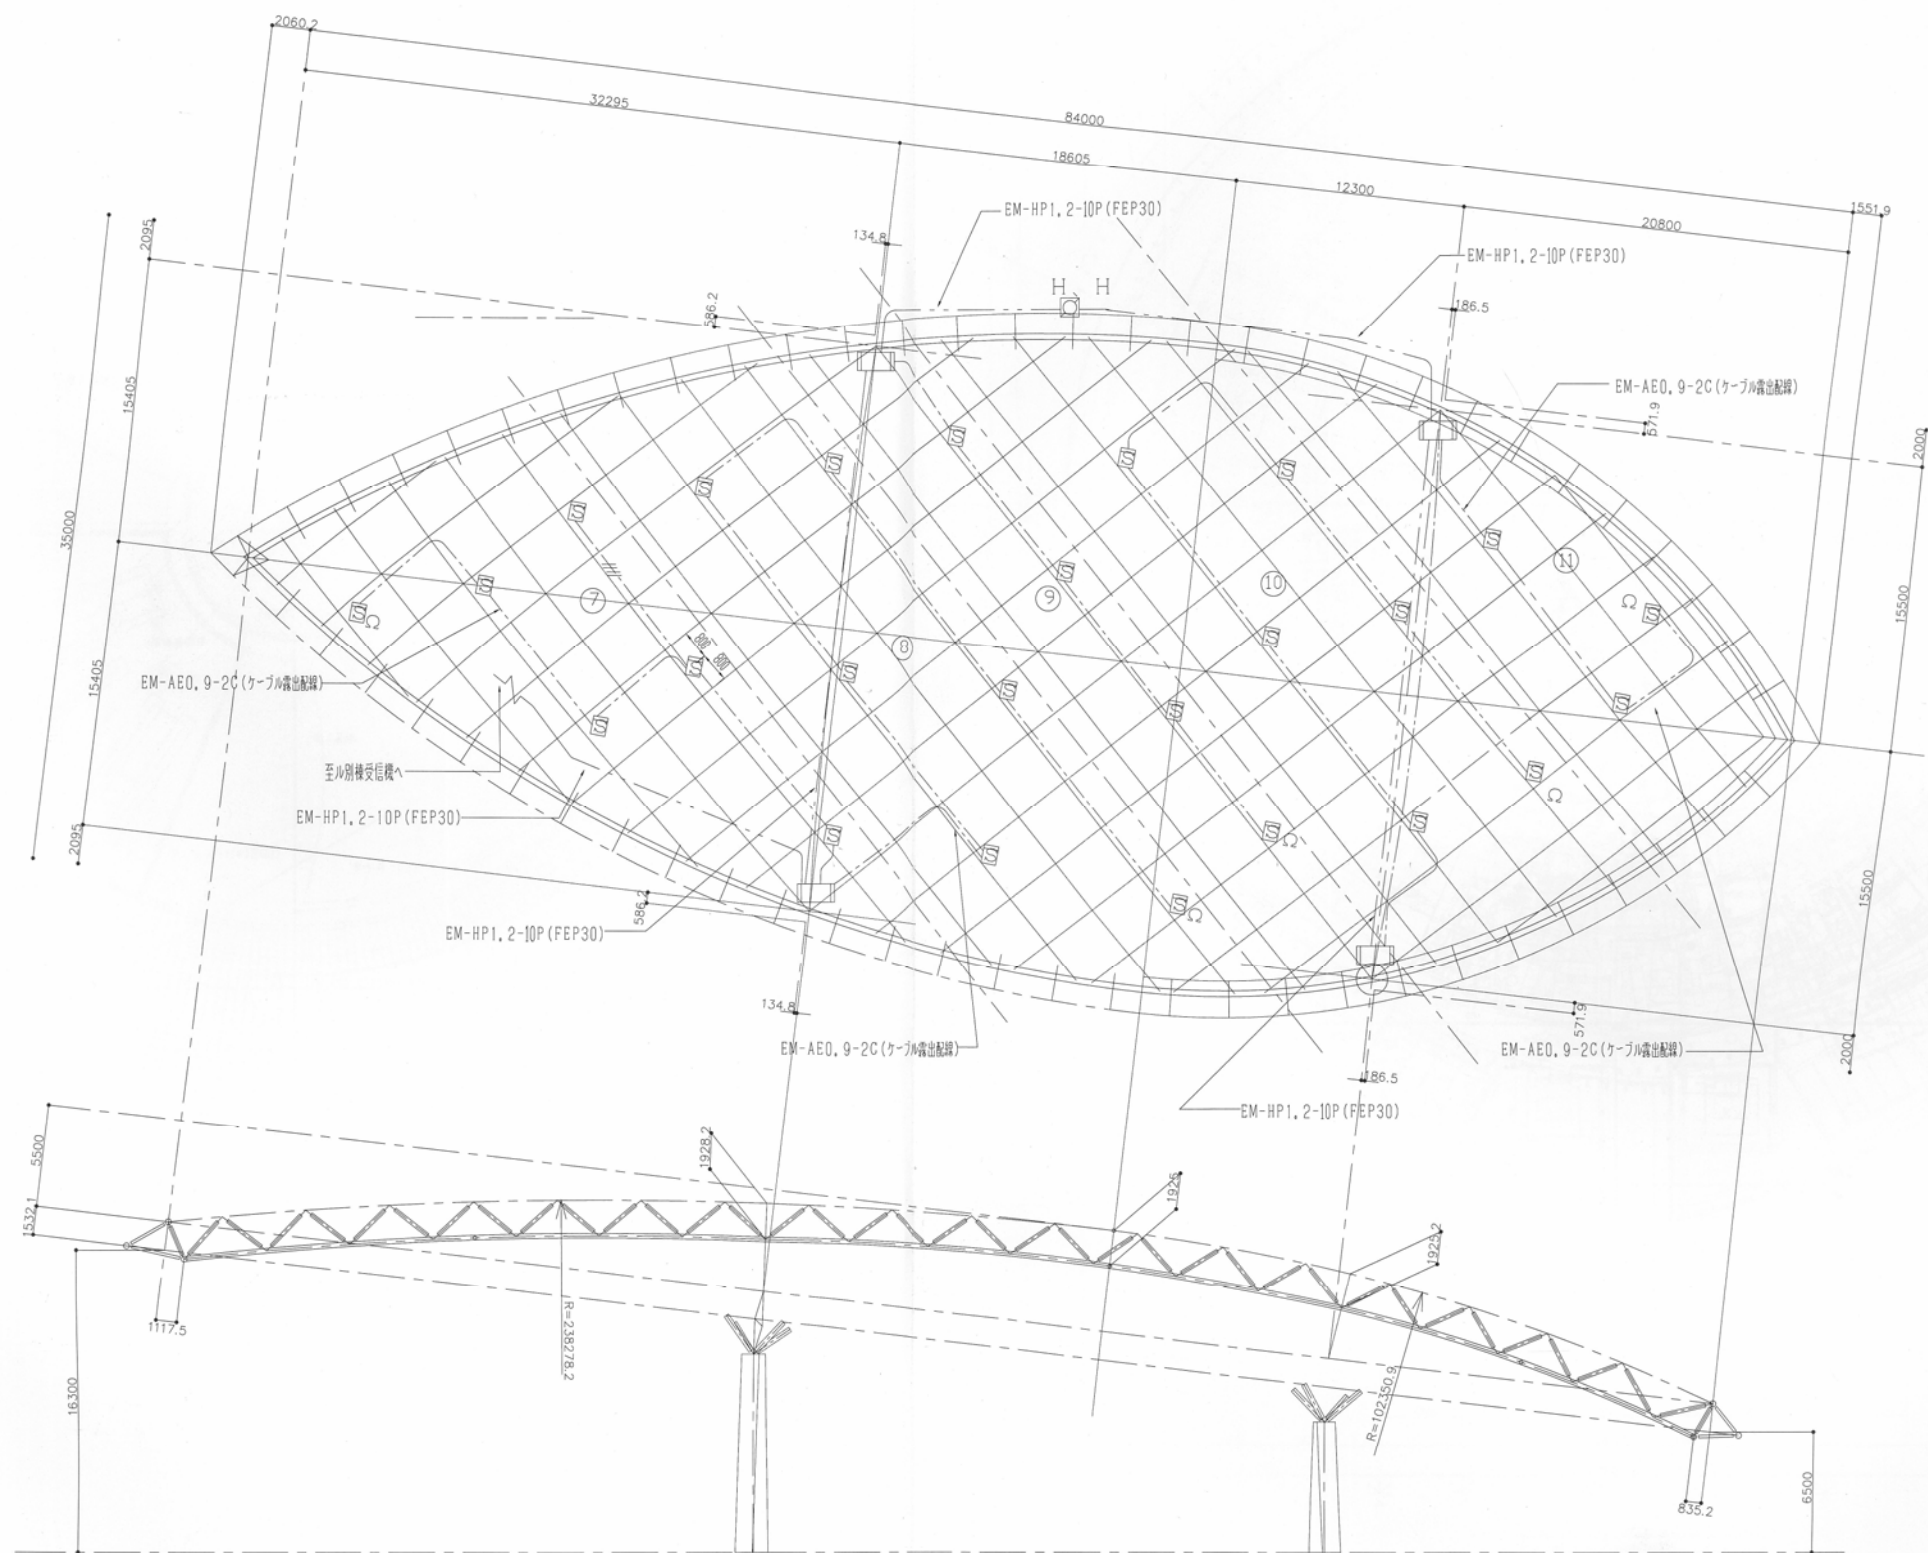 2060.2
32295
84000
18605
12300
1551.9
20800
EM-HP1.2-10P(FEP30)
134.8
2095
EM-HP1.2-10P(FEP30)
H H
586.2
186.5
15405
EM-AE0.9-2C(ケーブル露出配線)
571.9
2000
S
S
S
S
S
S
S
35000
S
⑪
S
⑦
⑨
⑩
S
Ω
S
Ω
S
S
15500
⑧
800
600
S
S
15405
EM-AE0.9-2C(ケーブル露出配線)
S
S
S
S
S
至ル別棟受信機へ
S
Ω
EM-HP1.2-10P(FEP30)
S
S
Ω
S
2095
S
15500
586.2
S
Ω
EM-HP1.2-10P(FEP30)
134.8
571.9
EM-AE0.9-2C(ケーブル露出配線)
EM-AE0.9-2C(ケーブル露出配線)
2000
186.5
EM-HP1.2-10P(FEP30)
5500
1928.2
1925
1532.1
1925.2
1117.5
R=238278.2
16300
R=102350.9
6500
835.2